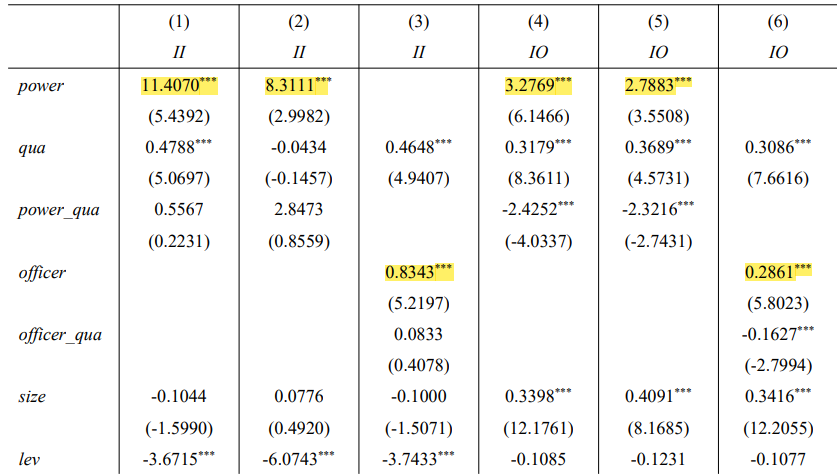 (1) (2) (3) (4) (5) (6)
II II II IO IO IO
power 11.4070*** 8.3111*** 3.2769*** 2.7883***
(5.4392) (2.9982) (6.1466) (3.5508)
qua 0.4788*** -0.0434 0.4648*** 0.3179*** 0.3689*** 0.3086***
(5.0697) (-0.1457) (4.9407) (8.3611) (4.5731) (7.6616)
power_qua 0.5567 2.8473 -2.4252*** -2.3216***
(0.2231) (0.8559) (-4.0337) (-2.7431)
officer 0.8343*** 0.2861***
(5.2197) (5.8023)
officer_qua 0.0833 -0.1627***
(0.4078) (-2.7994)
size -0.1044 0.0776 -0.1000 0.3398*** 0.4091*** 0.3416***
(-1.5990) (0.4920) (-1.5071) (12.1761) (8.1685) (12.2055)
lev -3.6715*** -6.0743*** -3.7433*** -0.1085 -0.1231 -0.1077